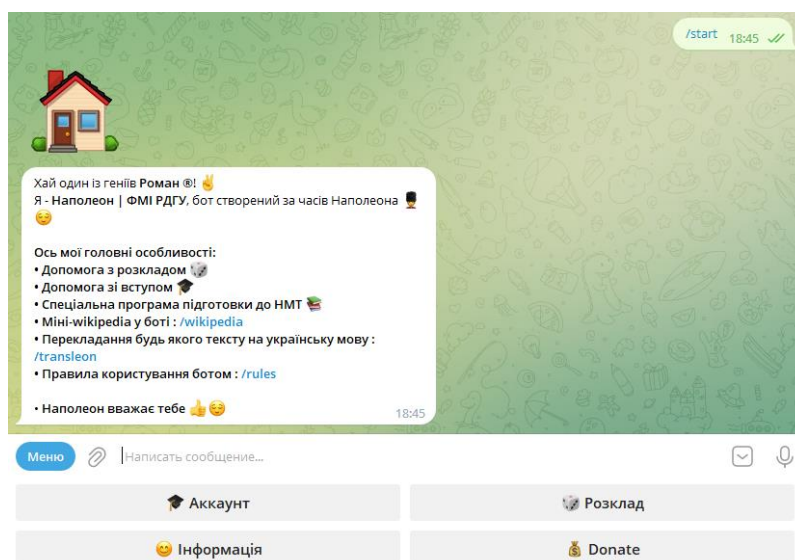 /start 18:45
Хай один із геніїв Роман ®! ✌️
Я - Наполеон | ФМІ РДГУ, бот створений за часів Наполеона 💂
😌
Ось мої головні особливості:
• Допомога з розкладом 🎲
• Допомога зі вступом 🎓
• Спеціальна програма підготовки до НМТ 📚
• Міні-wikipedia у боті : /wikipedia
• Перекладання будь якого тексту на українську мову :
/transleon
• Правила користування ботом : /rules
• Наполеон вважає тебе 👍😌
18:45
Меню Написать сообщение...
🎓 Аккаунт 🎲 Розклад
😊 Інформація 💰 Donate